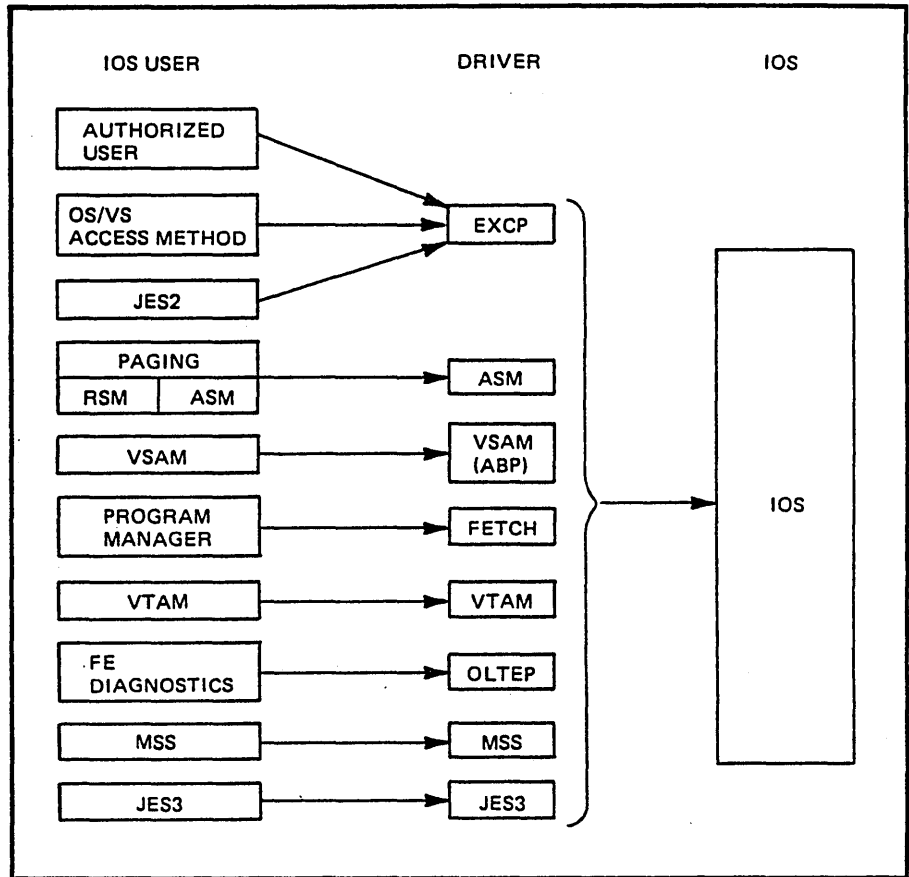 IOS USER
DRIVER
IOS
AUTHORIZED
USER
OS/VS
ACCESS METHOD
EXCP
JES2
PAGING
RSM
ASM
ASM
VSAM
VSAM
(ABP)
PROGRAM
MANAGER
FETCH
IOS
VTAM
VTAM
FE
DIAGNOSTICS
OLTEP
MSS
MSS
JES3
JES3